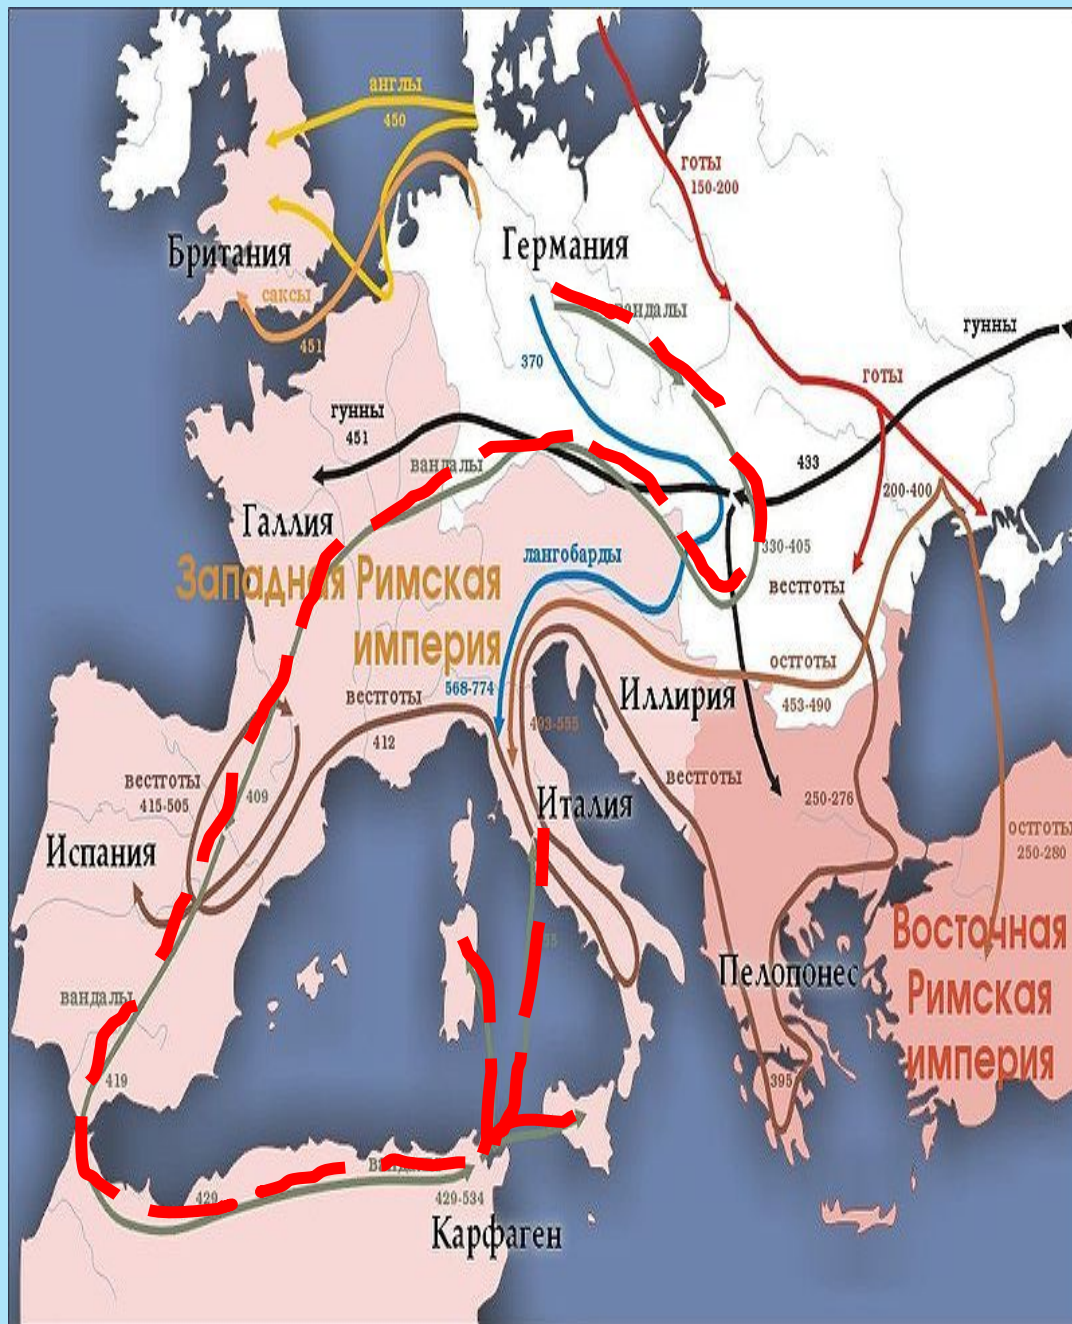 англы
450
готы
150-200
Германия
Британия
саксы
451
вандалы
гунны
370
готы
гунны
451
433
вандалы
200-400
Галлия
330-405
лангобарды
Западная Римская
империя
вестготы
остготы
568-774
Иллирия
453-490
вестготы
412
493-555
вестготы
вестготы
415-505
409
Италия
250-276
Испания
остготы
250-280
Восточная
Римская
империя
Пелопонес
вандалы
419
395
вандалы
429
429-534
Карфаген